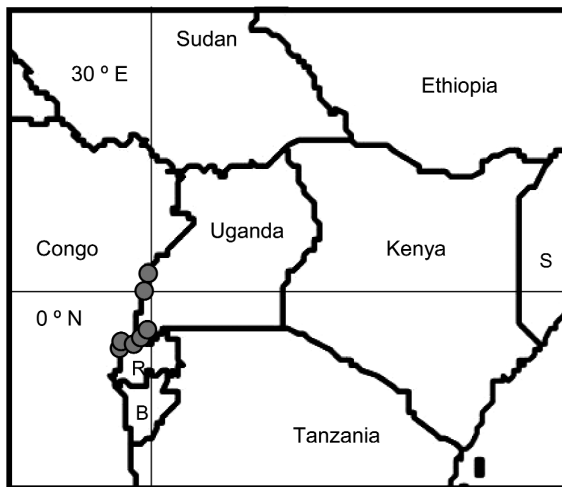 Sudan
30 º E
Ethiopia
Uganda
Congo
Kenya
S
0 º N
R
B
Tanzania